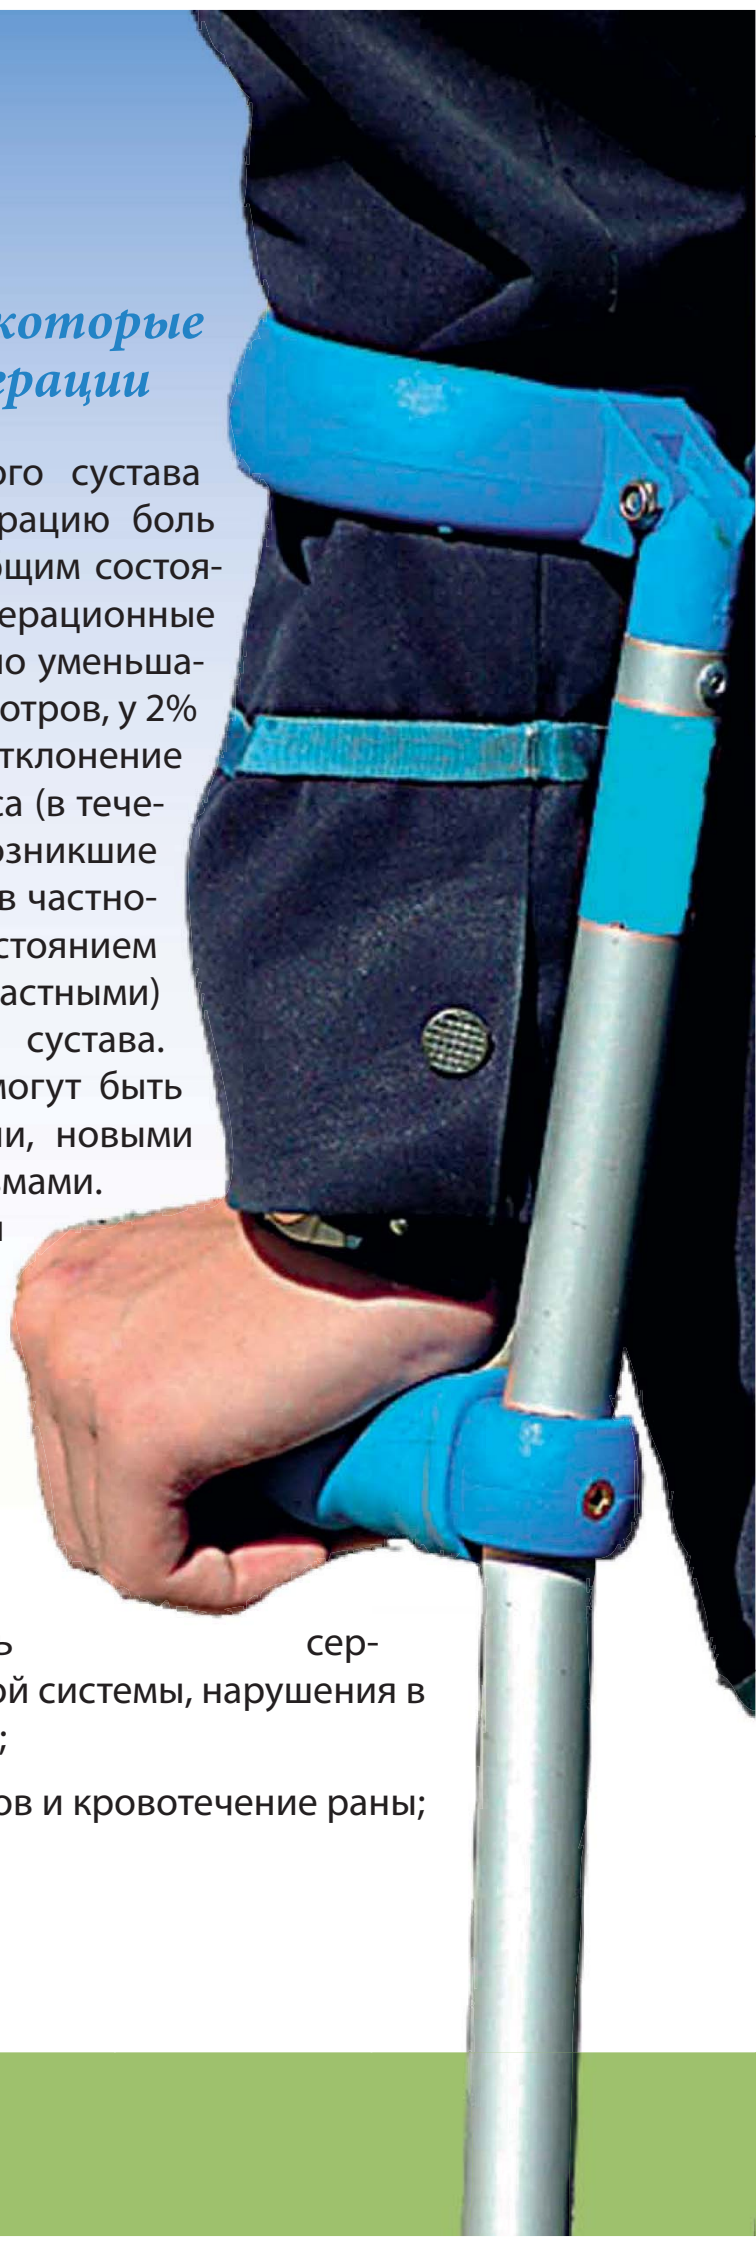 которые
ерации
ого сустава
рацию боль
ющим состоя-
ерационные
но уменьша-
отров, у 2%
тклонение
са (в тече-
озникшие
в частно-
стоянием
астными)
сустава.
могут быть
ми, новыми
мами.
сер-
ой системы, нарушения в
;
ов и кровотечение раны;